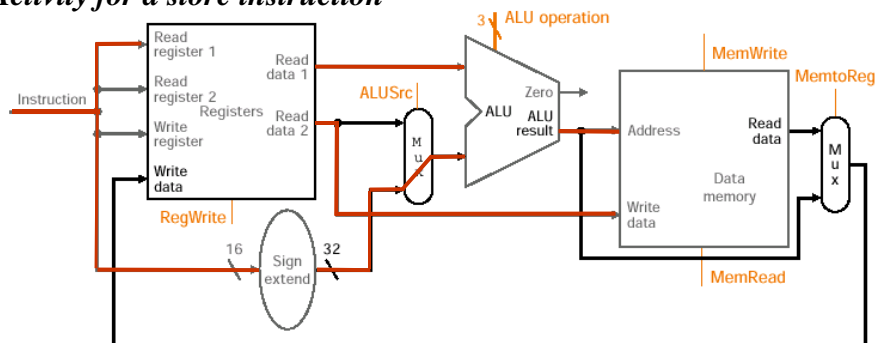 Activity for a store instruction
3
ALU operation
Read
register 1
Read
data 1
MemWrite
MemtoReg
ALUSrc
Zero
Instruction
Read
register 2
Registers
Read
data 2
ALU
ALU
result
Write
register
Mux
Address
Read
data
Mux
Write
data
Data
memory
RegWrite
Write
data
16
Sign
extend
32
MemRead